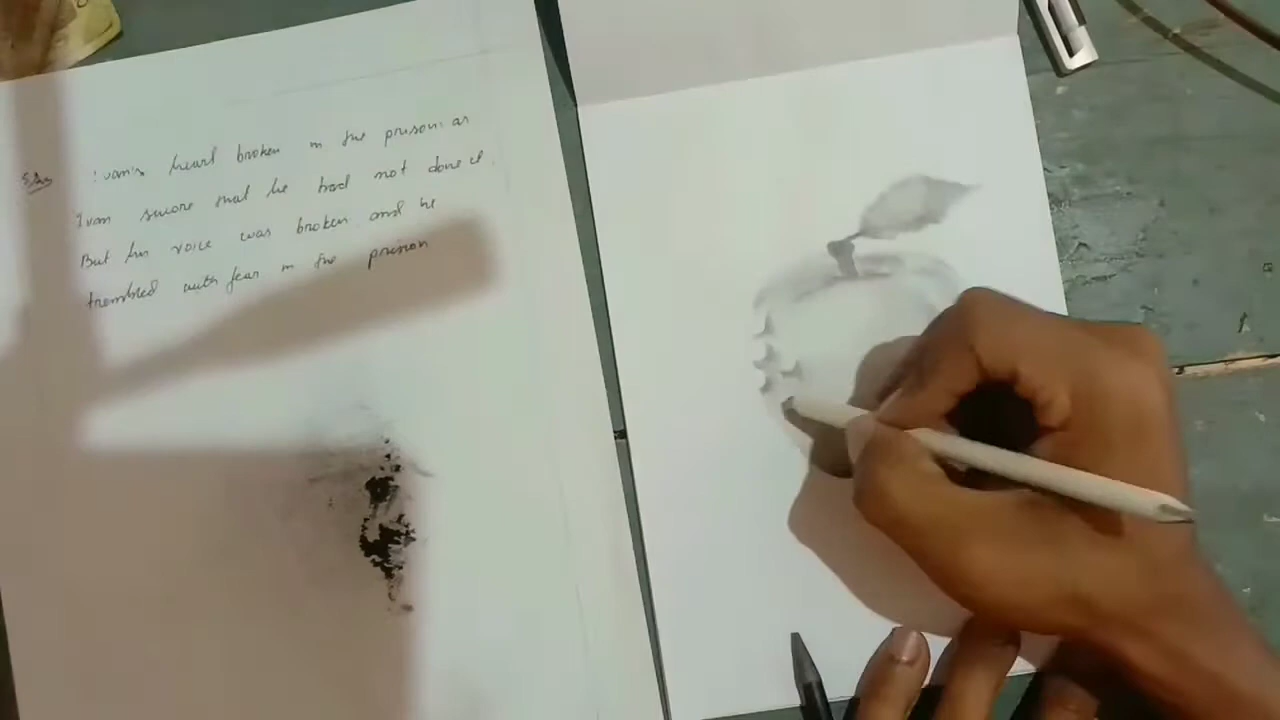 Ivan's heart broken in the prison. as
Ivan swore that he had not done it.
But his voice was broken and he
trembled with fear in the prison